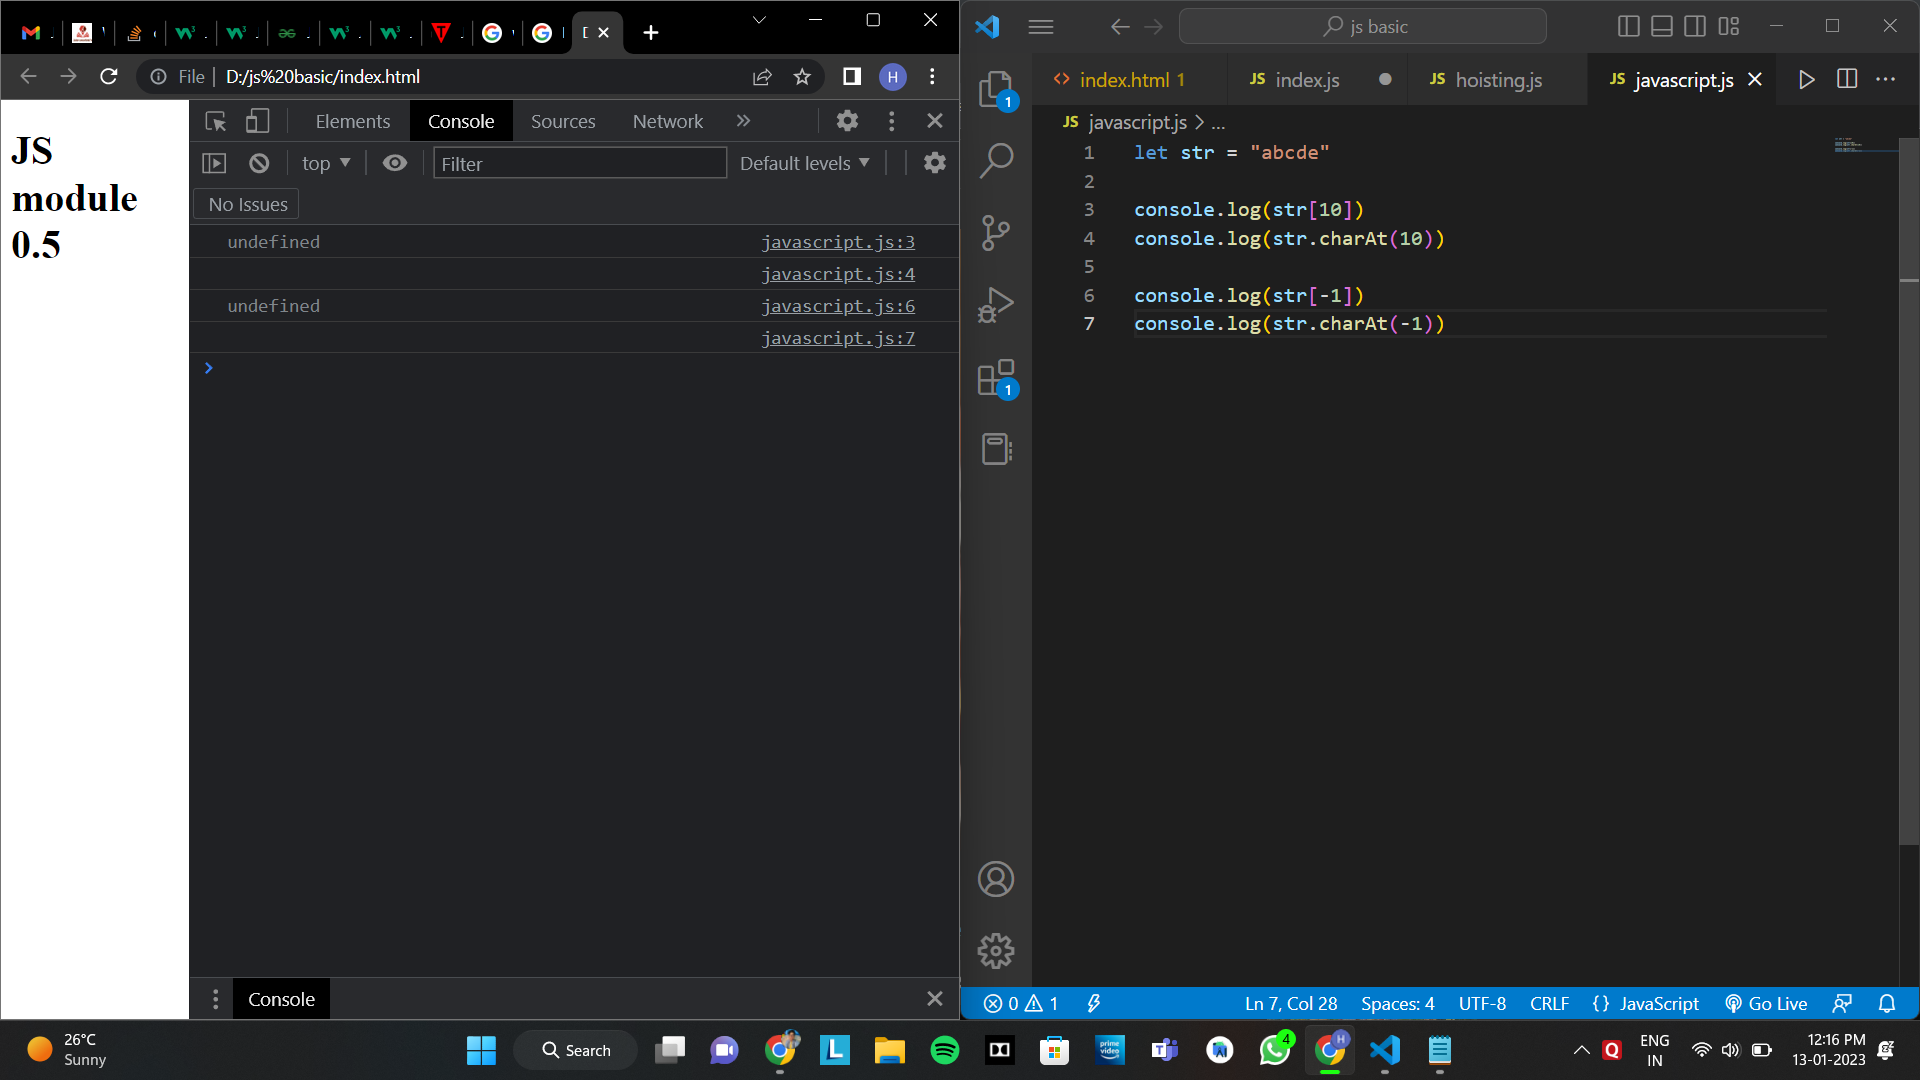 File | D:/js%20basic/index.html
H
JS
module
0.5
Elements Console Sources Network
top Filter Default levels
No Issues
undefined javascript.js:3
javascript.js:4
undefined javascript.js:6
javascript.js:7
Console
js basic
index.html 1 JS index.js JS hoisting.js JS javascript.js
JS javascript.js > ...
1 let str = "abcde"
2
3 console.log(str[10])
4 console.log(str.charAt(10))
5
6 console.log(str[-1])
7 console.log(str.charAt(-1))
1
1
0 1 Ln 7, Col 28 Spaces: 4 UTF-8 CRLF {} JavaScript Go Live
26°C
Sunny
Search
prime
video
4
H
ENG
IN
12:16 PM
13-01-2023